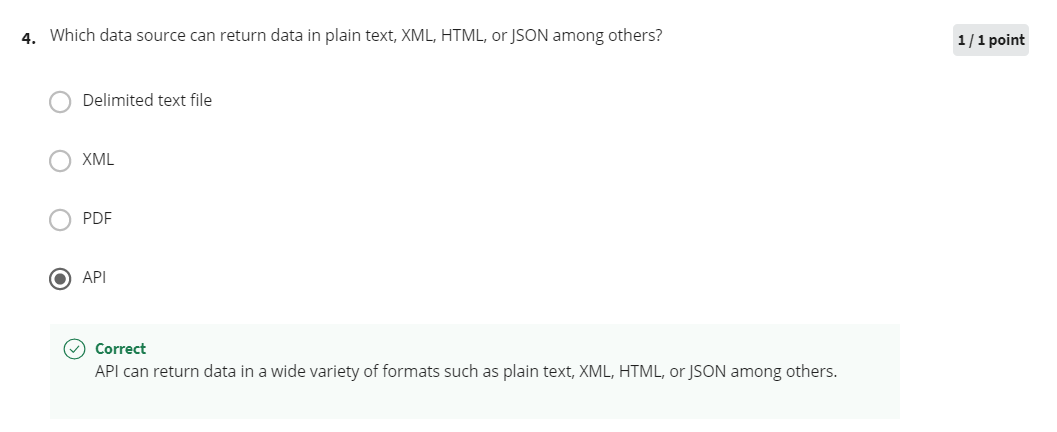 4. Which data source can return data in plain text, XML, HTML, or JSON among others?
1 / 1 point
Delimited text file
XML
PDF
API
Correct
API can return data in a wide variety of formats such as plain text, XML, HTML, or JSON among others.